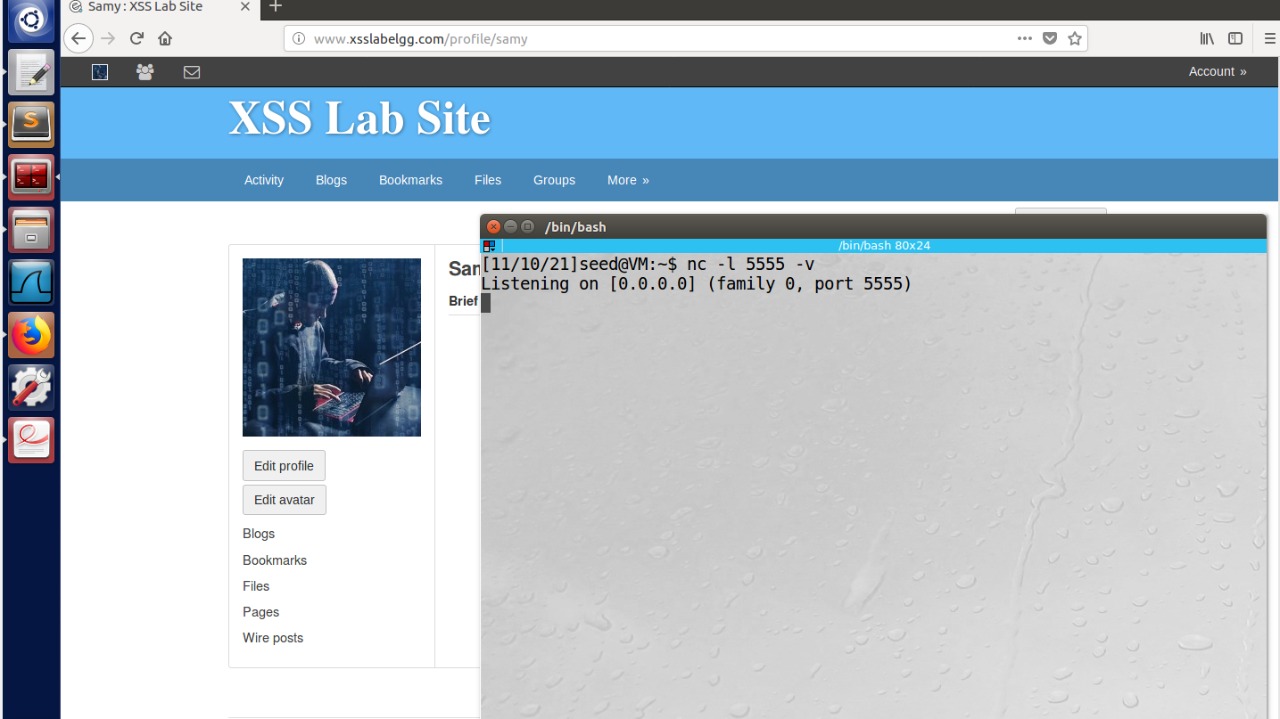 Samy : XSS Lab Site
www.xsslabelgg.com/profile/samy
Account »
XSS Lab Site
Activity Blogs Bookmarks Files Groups More »
/bin/bash
/bin/bash 80x24
[11/10/21]seed@VM:~$ nc -l 5555 -v
Listening on [0.0.0.0] (family 0, port 5555)
Brief
Edit profile
Edit avatar
Blogs
Bookmarks
Files
Pages
Wire posts